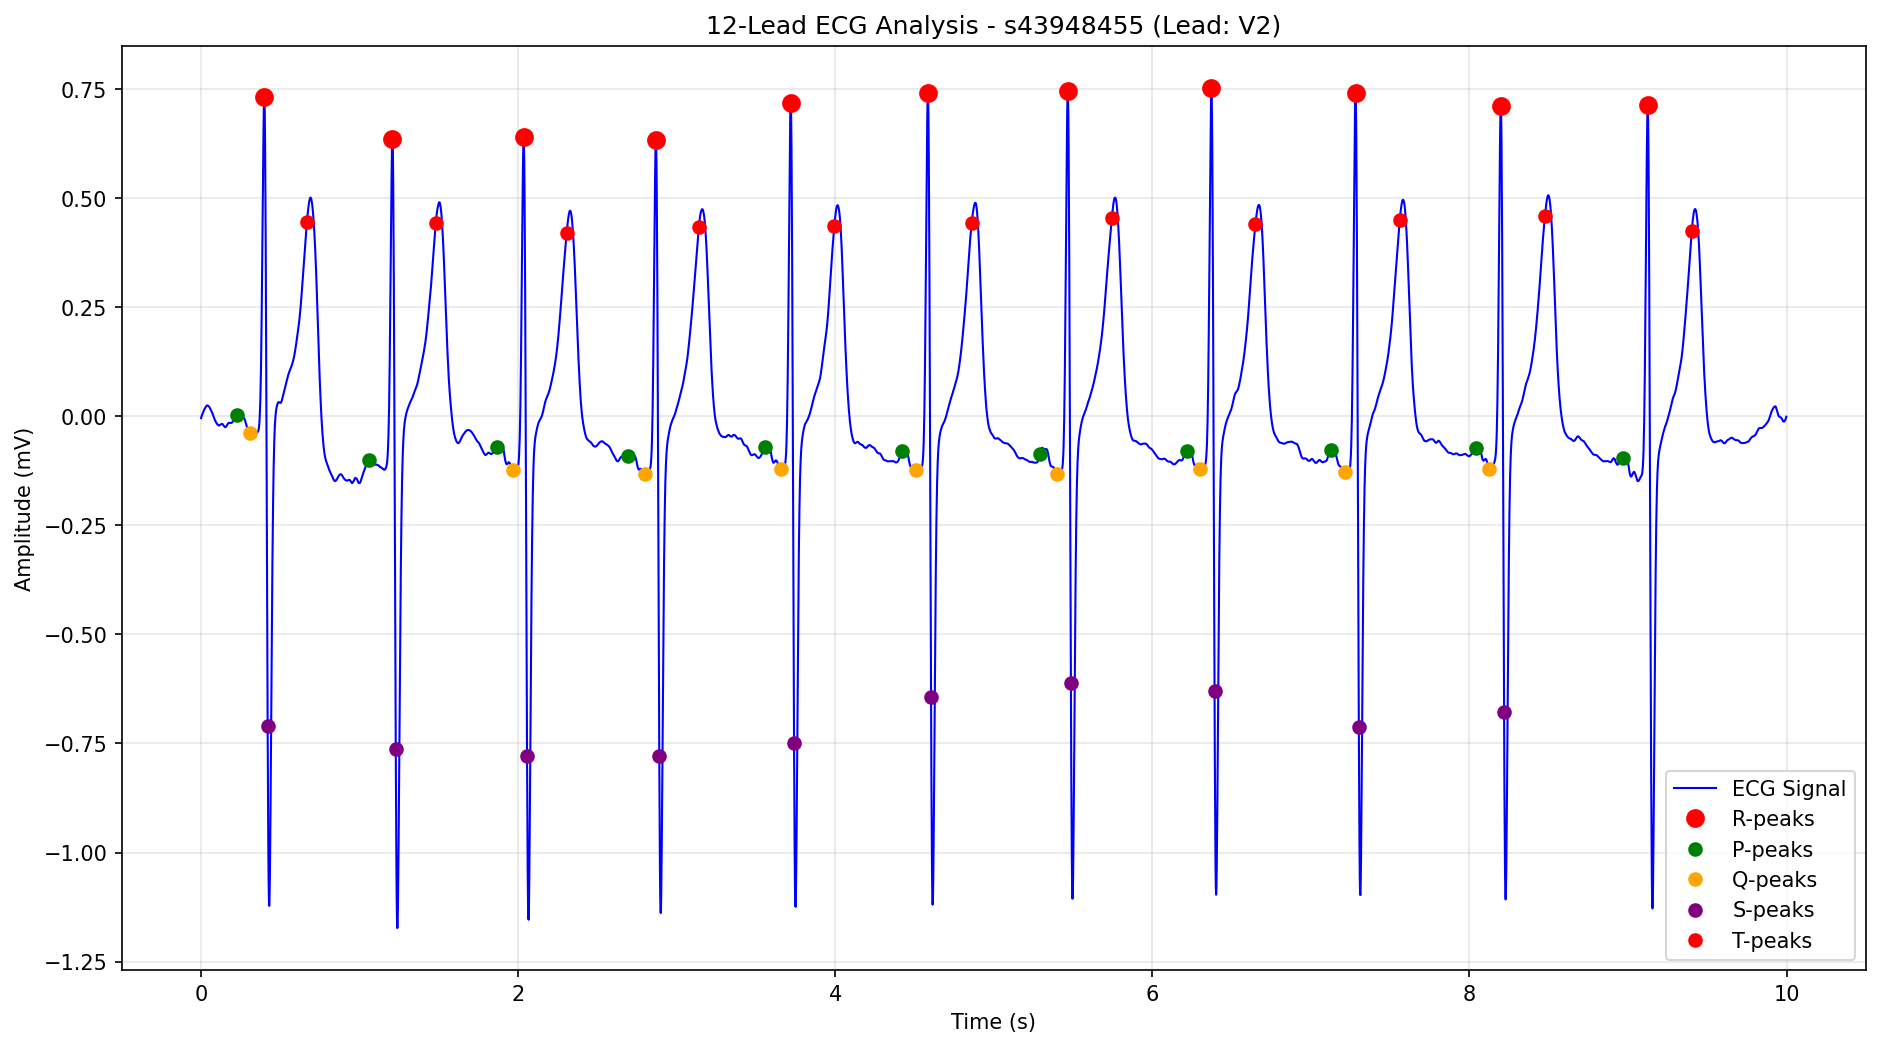 12-Lead ECG Analysis - s43948455 (Lead: V2)
Amplitude (mV)
0.75
0.50
0.25
0.00
−0.25
−0.50
−0.75
−1.00
−1.25
0 2 4 6 8 10
Time (s)
ECG Signal
R-peaks
P-peaks
Q-peaks
S-peaks
T-peaks